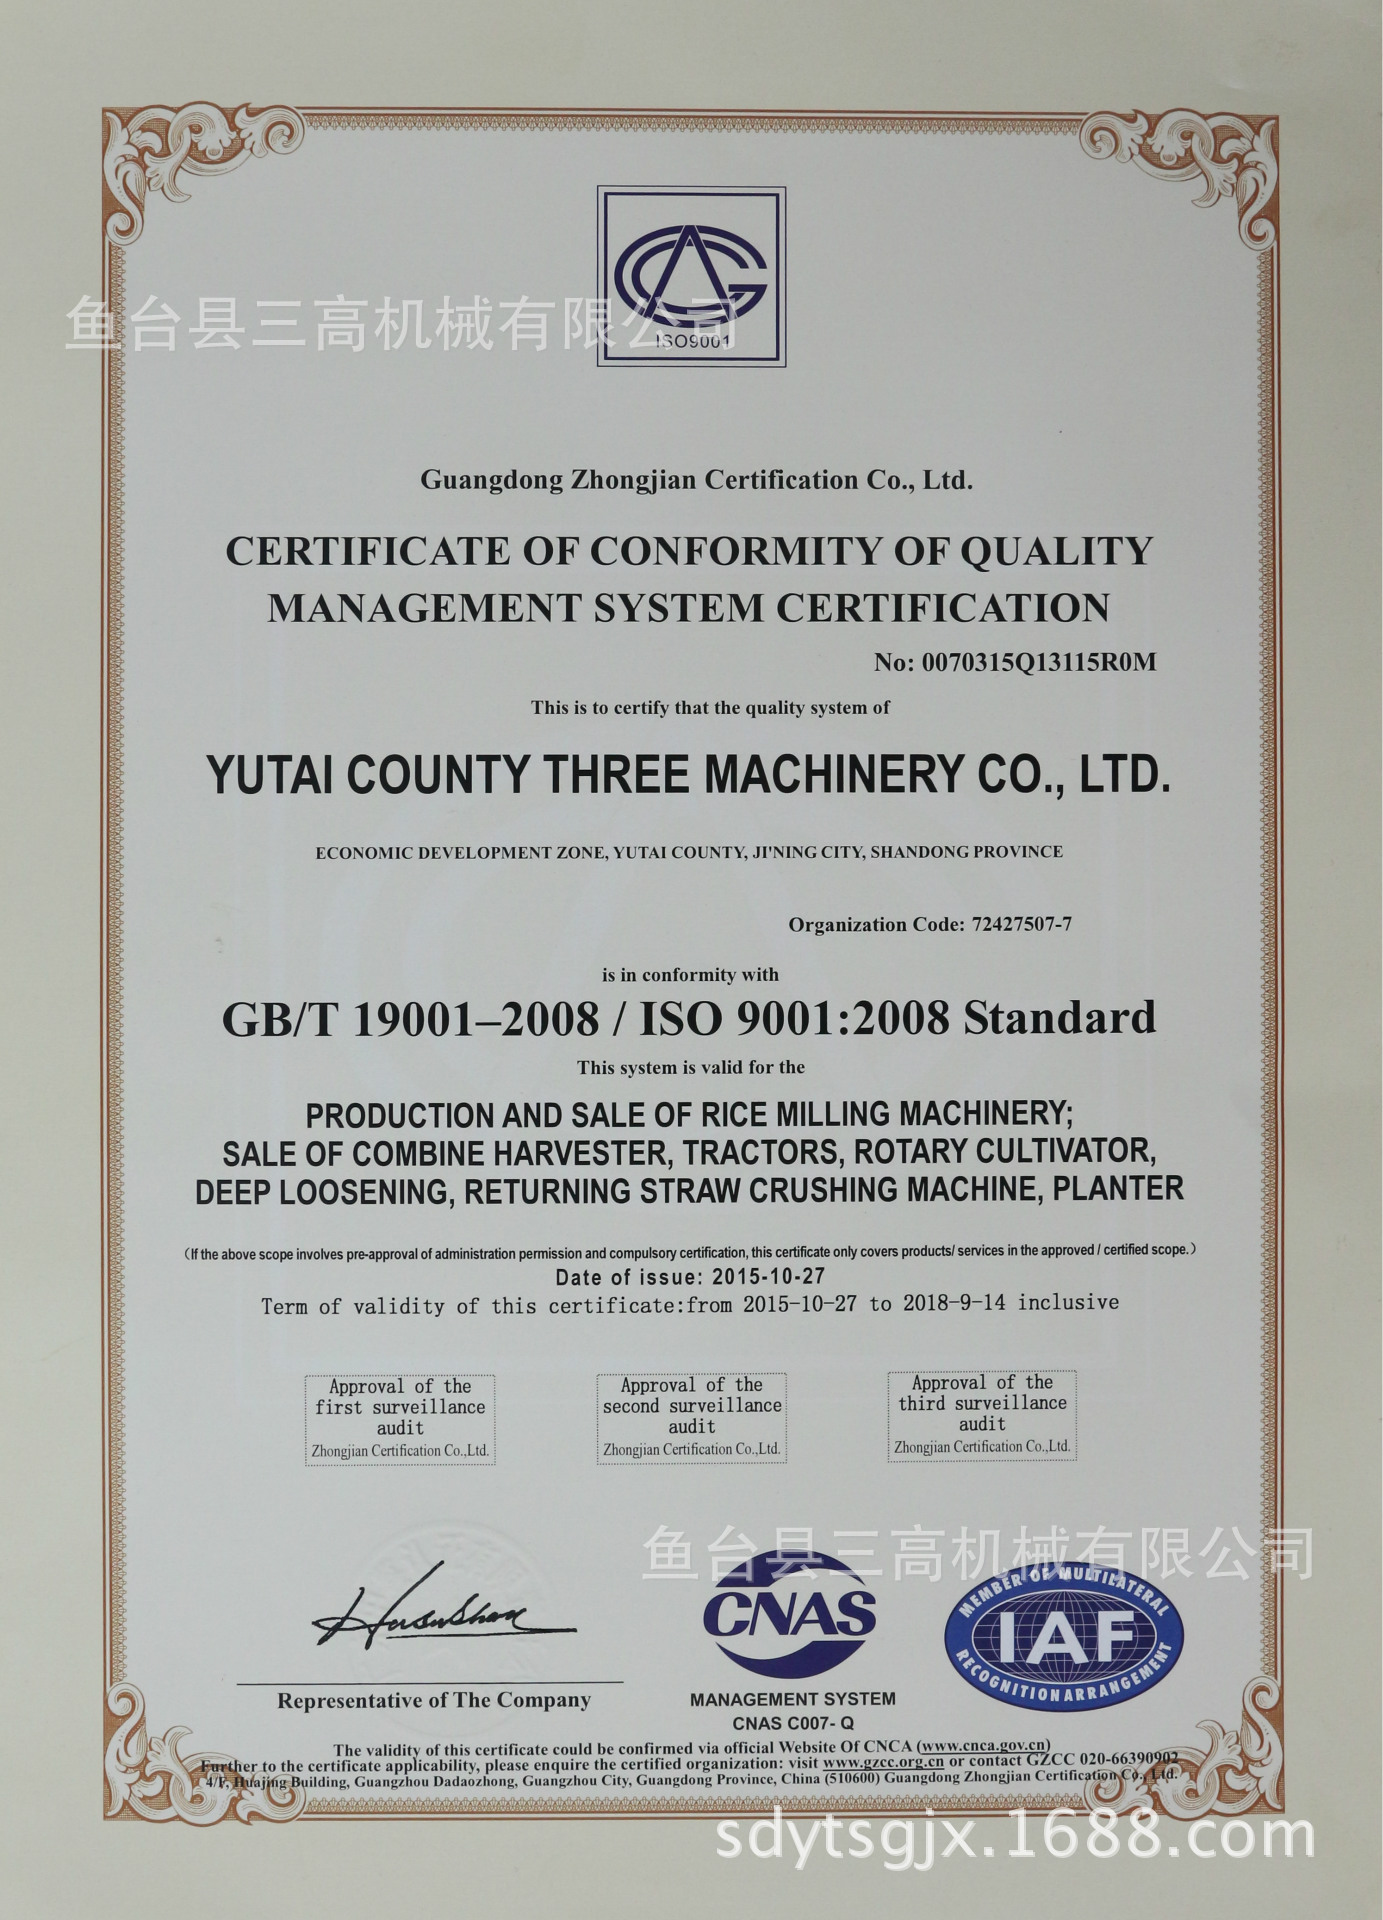 鱼台县三高机械有限公司
ISO9001
Guangdong Zhongjian Certification Co., Ltd.
CERTIFICATE OF CONFORMITY OF QUALITY
MANAGEMENT SYSTEM CERTIFICATION
No: 0070315Q13115R0M
This is to certify that the quality system of
YUTAI COUNTY THREE MACHINERY CO., LTD.
ECONOMIC DEVELOPMENT ZONE, YUTAI COUNTY, JI'NING CITY, SHANDONG PROVINCE
Organization Code: 72427507-7
is in conformity with
GB/T 19001–2008 / ISO 9001:2008 Standard
This system is valid for the
PRODUCTION AND SALE OF RICE MILLING MACHINERY;
SALE OF COMBINE HARVESTER, TRACTORS, ROTARY CULTIVATOR,
DEEP LOOSENING, RETURNING STRAW CRUSHING MACHINE, PLANTER
(If the above scope involves pre-approval of administration permission and compulsory certification, this certificate only covers products/ services in the approved / certified scope.)
Date of issue: 2015-10-27
Term of validity of this certificate:from 2015-10-27 to 2018-9-14 inclusive
Approval of the
first surveillance
audit
Zhongjian Certification Co.,Ltd.
Approval of the
second surveillance
audit
Zhongjian Certification Co.,Ltd.
Approval of the
third surveillance
audit
Zhongjian Certification Co.,Ltd.
鱼台县三高机械有限公司
Representative of The Company
CNAS
MANAGEMENT SYSTEM
CNAS C007- Q
MEMBER OF MULTILATERAL
IAF
RECOGNITION ARRANGEMENT
The validity of this certificate could be confirmed via official Website Of CNCA (www.cnca.gov.cn)
Further to the certificate applicability, please enquire the certified organization: visit www.gzcc.org.cn or contact GZCC 020-66390902
4/F, Huajing Building, Guangzhou Dadaozhong, Guangzhou City, Guangdong Province, China (510600) Guangdong Zhongjian Certification Co., Ltd.
sdytsgjx.1688.com